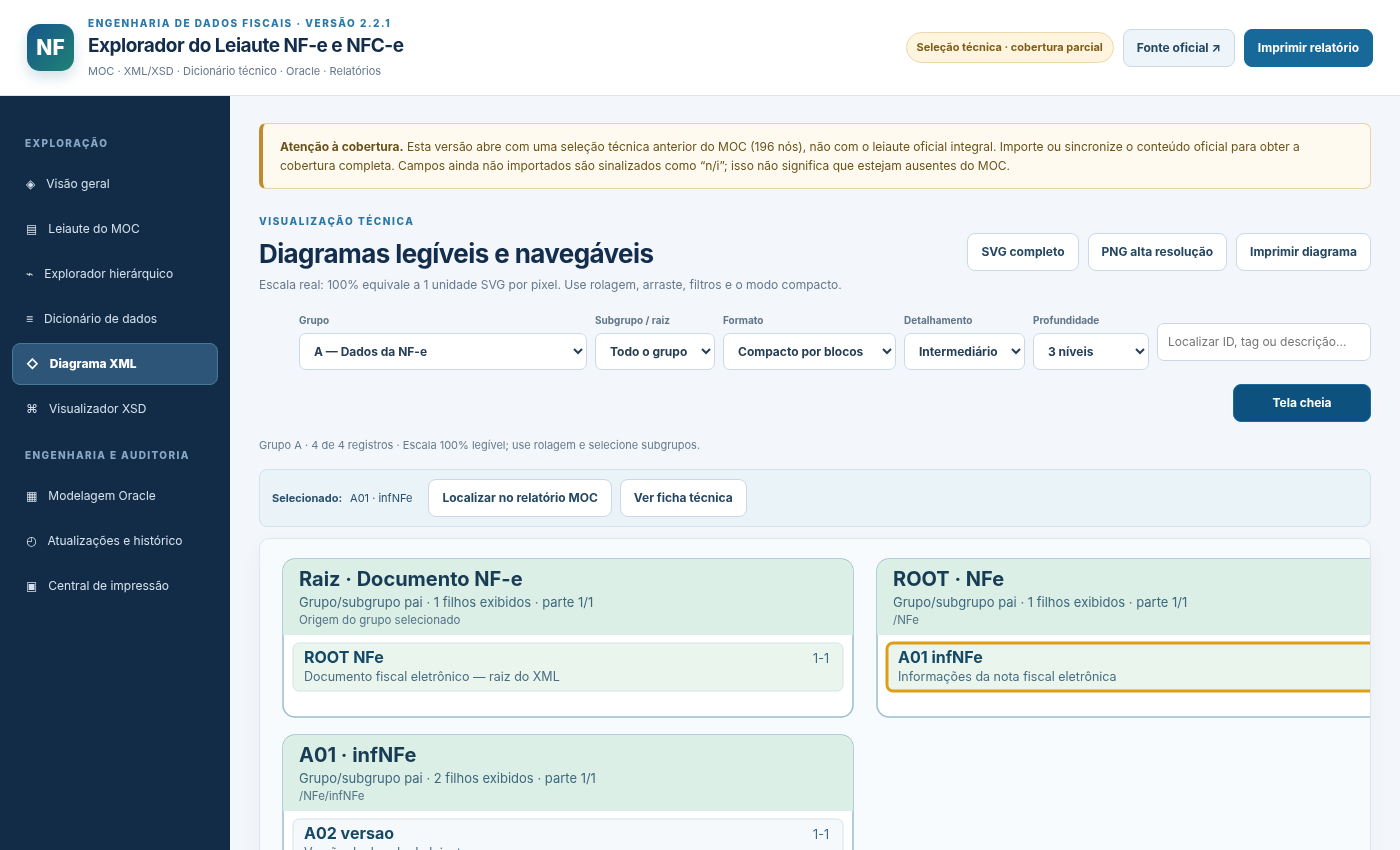 NF
ENGENHARIA DE DADOS FISCAIS · VERSÃO 2.2.1
Explorador do Leiaute NF-e e NFC-e
MOC · XML/XSD · Dicionário técnico · Oracle · Relatórios
Seleção técnica · cobertura parcial
Fonte oficial ↗
Imprimir relatório
EXPLORAÇÃO
Visão geral
Leiaute do MOC
Explorador hierárquico
Dicionário de dados
Diagrama XML
Visualizador XSD
ENGENHARIA E AUDITORIA
Modelagem Oracle
Atualizações e histórico
Central de impressão
Atenção à cobertura. Esta versão abre com uma seleção técnica anterior do MOC (196 nós), não com o leiaute oficial integral. Importe ou sincronize o conteúdo oficial para obter a
cobertura completa. Campos ainda não importados são sinalizados como “n/i”; isso não significa que estejam ausentes do MOC.
VISUALIZAÇÃO TÉCNICA
Diagramas legíveis e navegáveis
Escala real: 100% equivale a 1 unidade SVG por pixel. Use rolagem, arraste, filtros e o modo compacto.
SVG completo
PNG alta resolução
Imprimir diagrama
Grupo
A — Dados da NF-e
Subgrupo / raiz
Todo o grupo
Formato
Compacto por blocos
Detalhamento
Intermediário
Profundidade
3 níveis
Localizar ID, tag ou descrição...
Tela cheia
Grupo A · 4 de 4 registros · Escala 100% legível; use rolagem e selecione subgrupos.
Selecionado: A01 · infNFe
Localizar no relatório MOC
Ver ficha técnica
Raiz · Documento NF-e
Grupo/subgrupo pai · 1 filhos exibidos · parte 1/1
Origem do grupo selecionado
ROOT NFe 1-1
Documento fiscal eletrônico — raiz do XML
ROOT · NFe
Grupo/subgrupo pai · 1 filhos exibidos · parte 1/1
/NFe
A01 infNFe
Informações da nota fiscal eletrônica
A01 · infNFe
Grupo/subgrupo pai · 2 filhos exibidos · parte 1/1
/NFe/infNFe
A02 versao 1-1